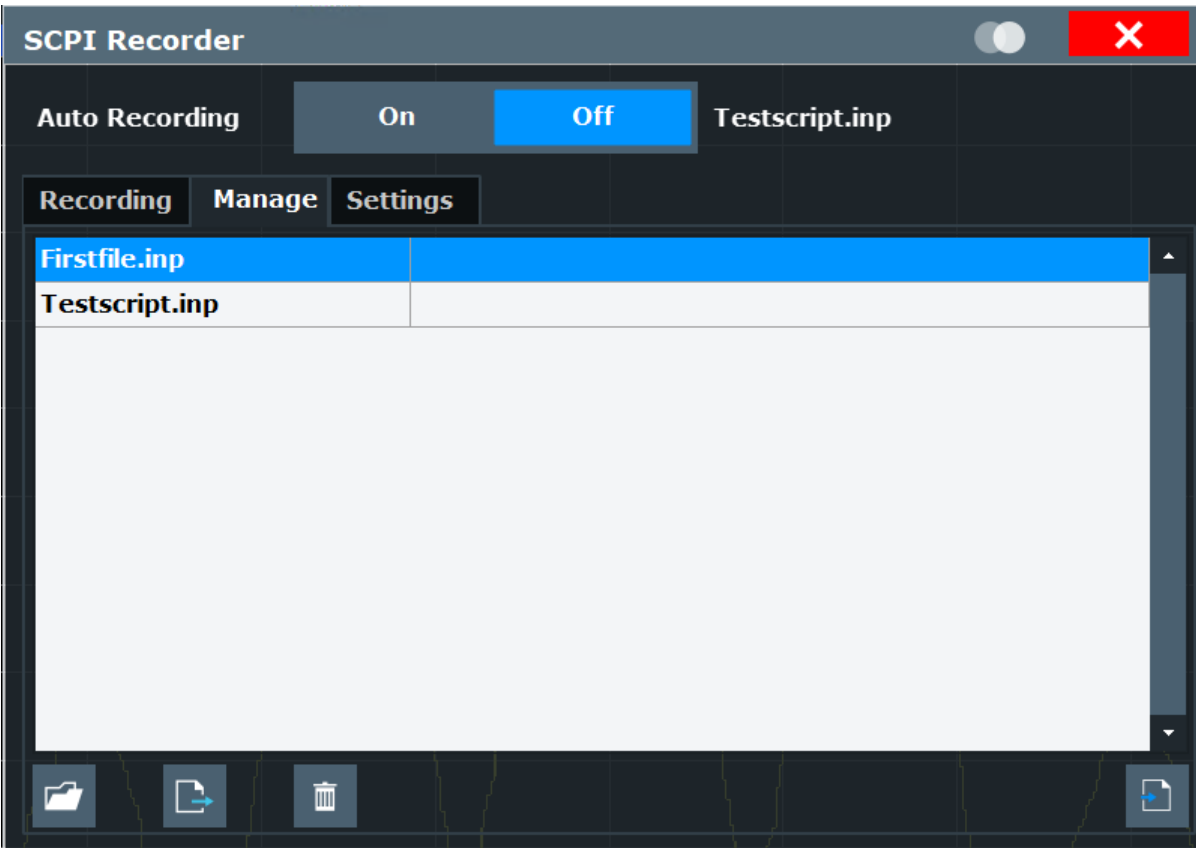 SCPI Recorder
Auto Recording On Off Testscript.inp
Recording Manage Settings
Firstfile.inp
Testscript.inp